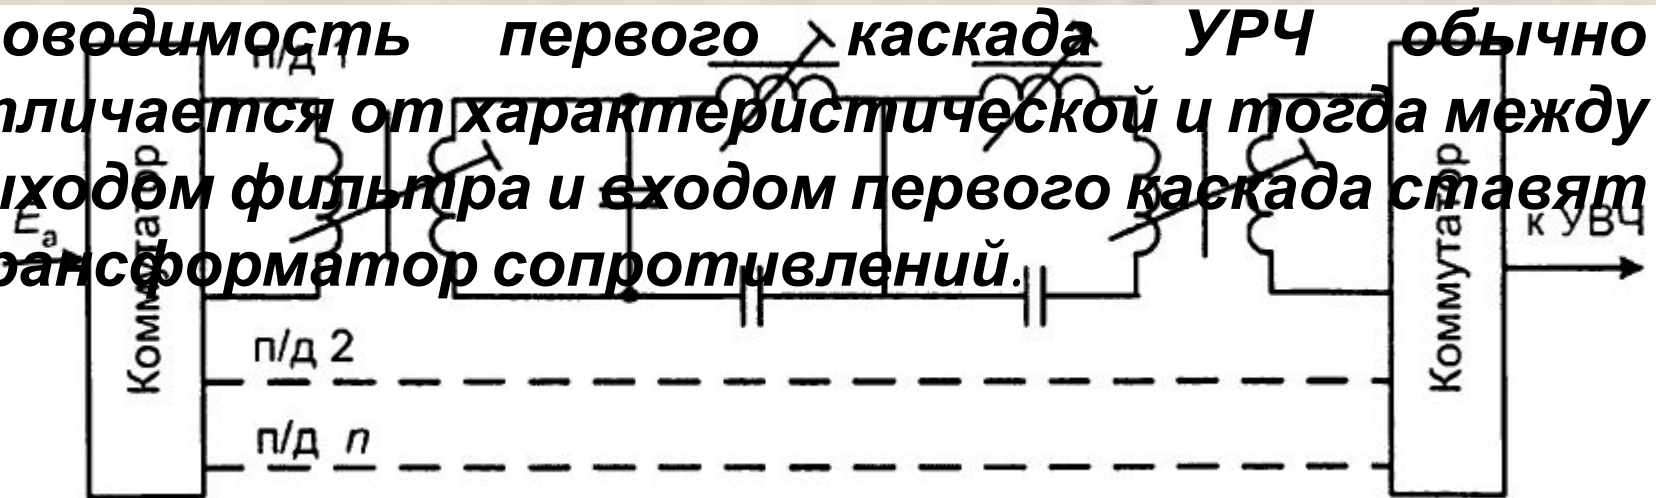 оводимость первого каскада УРЧ обычно
тличается от характеристической и тогда между
ыходом фильтра и входом первого каскада ставят
рансформатор сопротивлений.
п/д 1
Коммутатор
Eа
п/д 2
п/д n
Коммутатор
к УВЧ